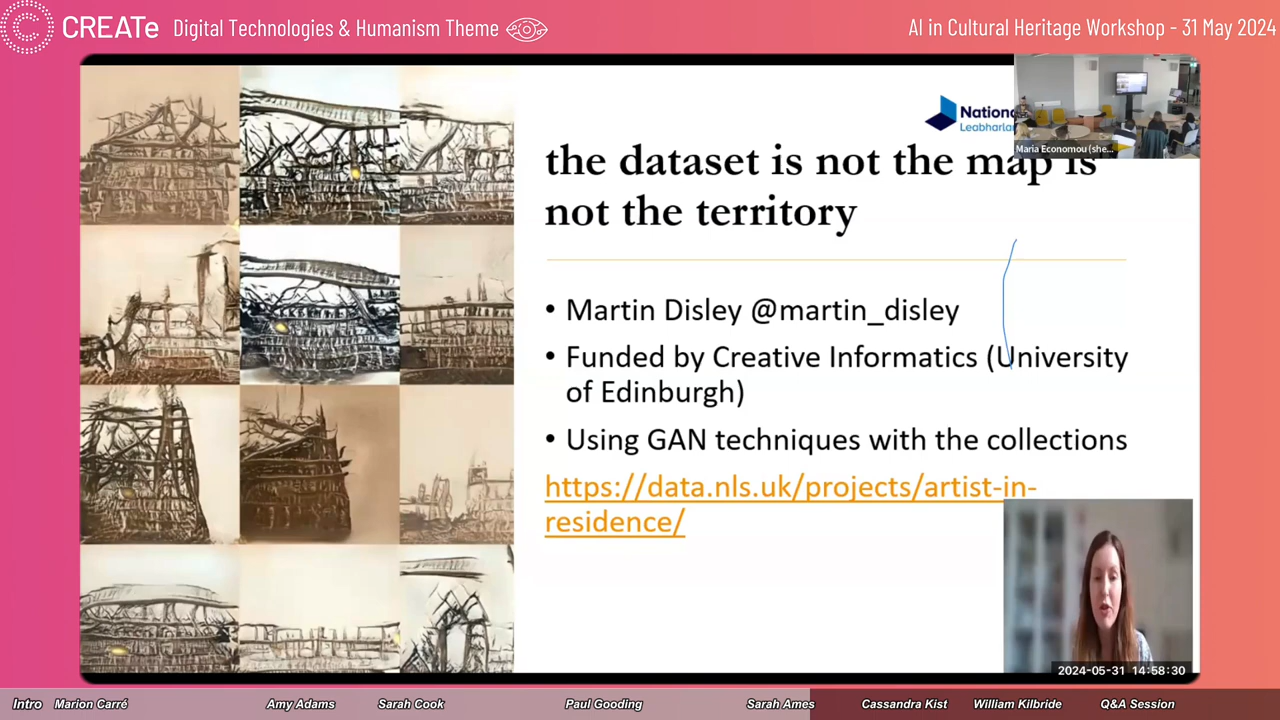 CREATe Digital Technologies & Humanism Theme
AI in Cultural Heritage Workshop - 31 May 2024
Maria Economou (she...
the dataset is not the map is
not the territory
• Martin Disley @martin_disley
• Funded by Creative Informatics (University
of Edinburgh)
• Using GAN techniques with the collections
https://data.nls.uk/projects/artist-in-
residence/
2024-05-31 14:58:30
Intro Marion Carré Amy Adams Sarah Cook Paul Gooding Sarah Ames Cassandra Kist William Kilbride Q&A Session